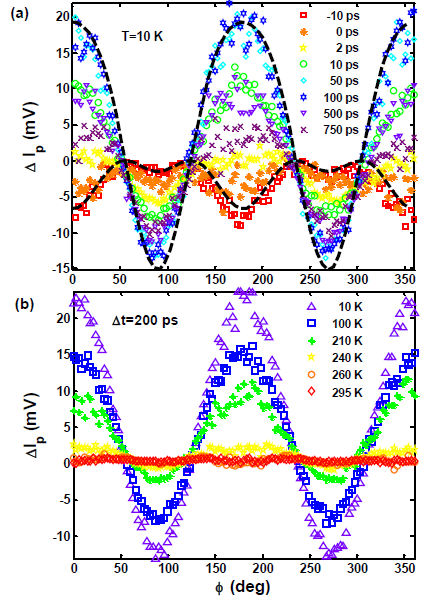 (a)
20
15
10
5
0
-5
-10
-15
Δ Ip (mV)
T=10 K
-10 ps
0 ps
2 ps
10 ps
50 ps
100 ps
500 ps
750 ps
0 50 100 150 200 250 300 350
(b)
20
15
10
5
0
-5
-10
ΔIp (mV)
Δt=200 ps
10 K
100 K
210 K
240 K
260 K
295 K
0 50 100 150 200 250 300 350
ϕ (deg)